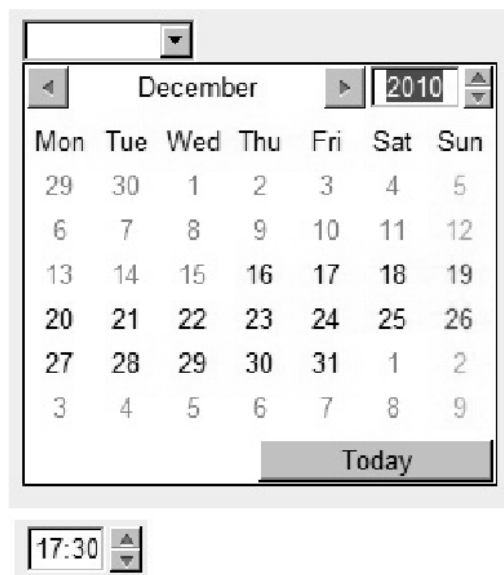 December 2010
Mon Tue Wed Thu Fri Sat Sun
29 30 1 2 3 4 5
6 7 8 9 10 11 12
13 14 15 16 17 18 19
20 21 22 23 24 25 26
27 28 29 30 31 1 2
3 4 5 6 7 8 9
Today
17:30